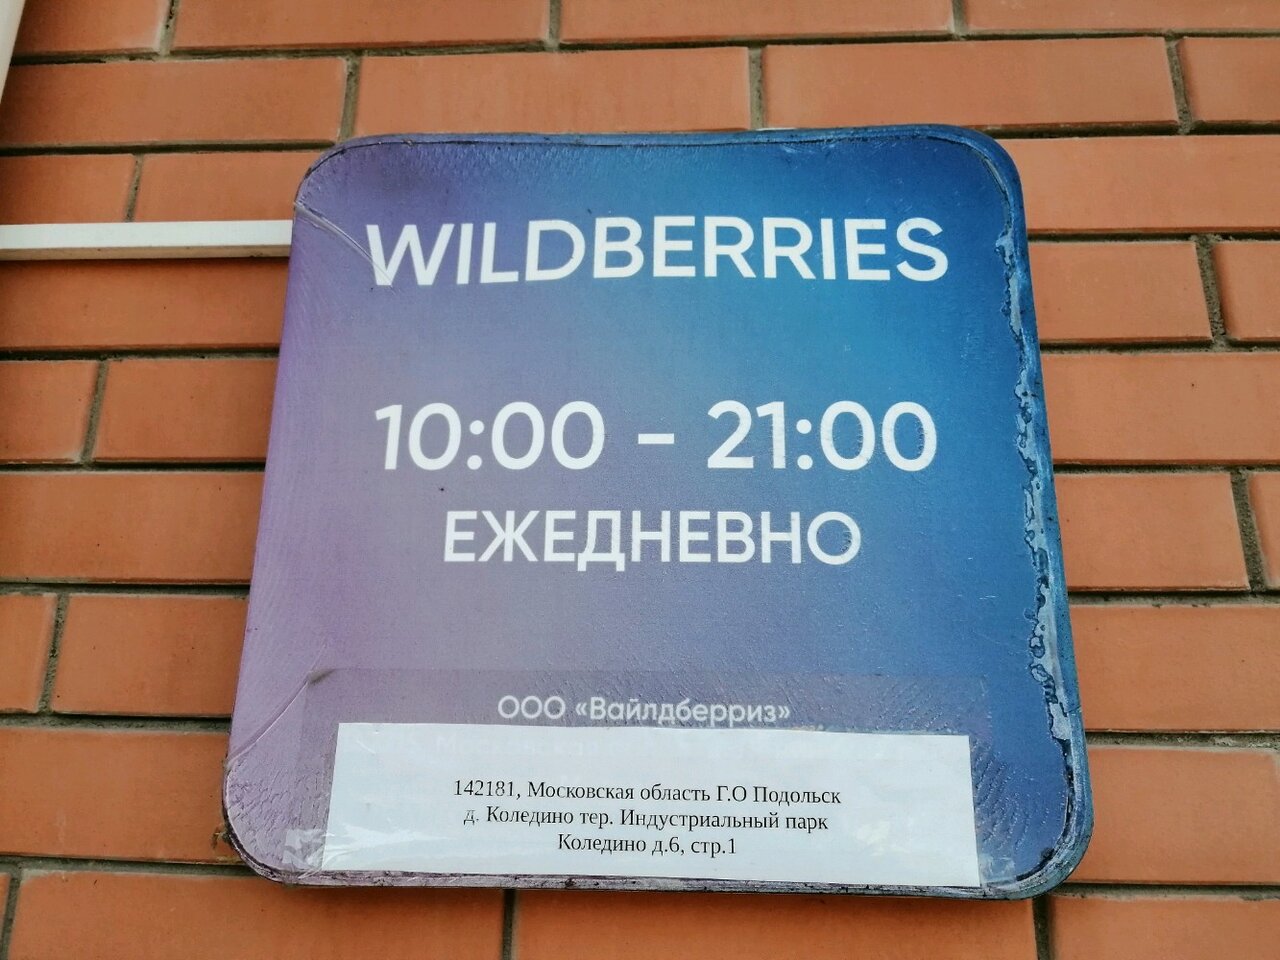 WILDBERRIES
10:00 – 21:00
ЕЖЕДНЕВНО
ООО «Вайлдберриз»
142181, Московская область Г.О Подольск
д. Коледино тер. Индустриальный парк
Коледино д.6, стр.1